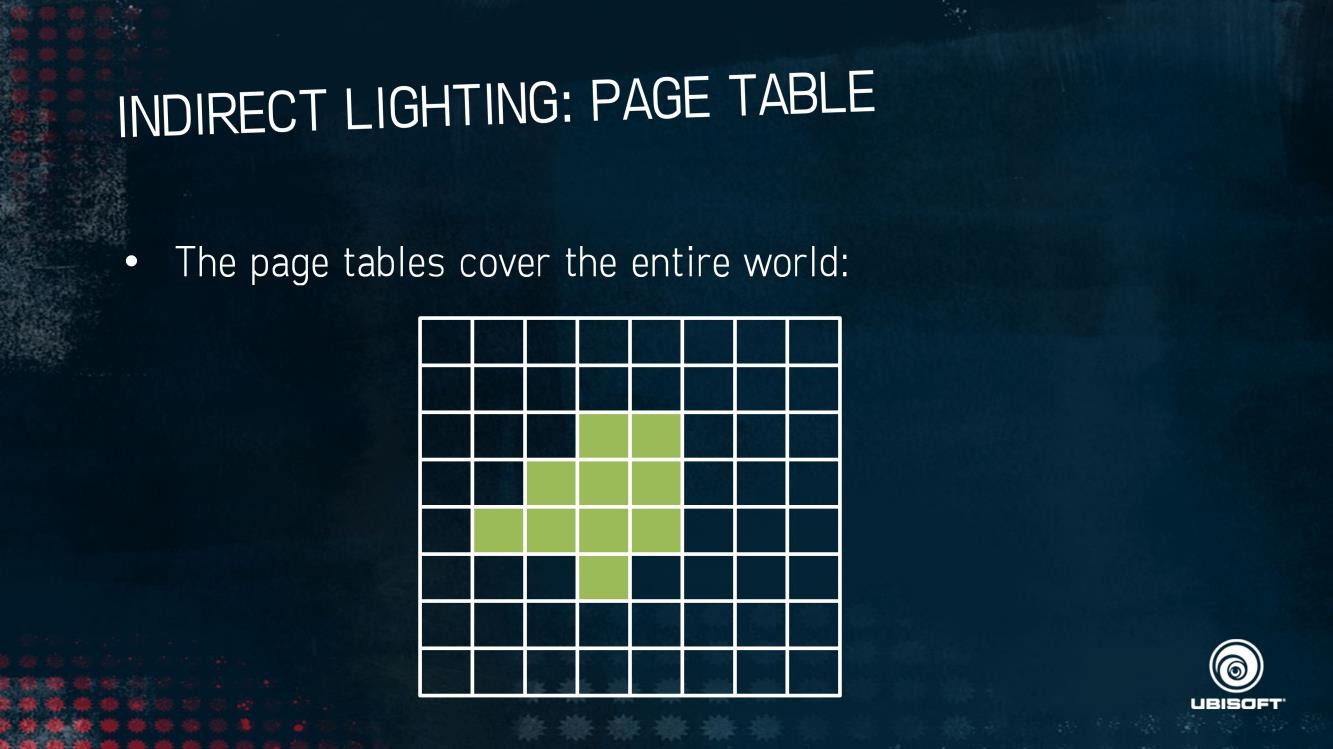 INDIRECT LIGHTING: PAGE TABLE
• The page tables cover the entire world:
UBISOFT